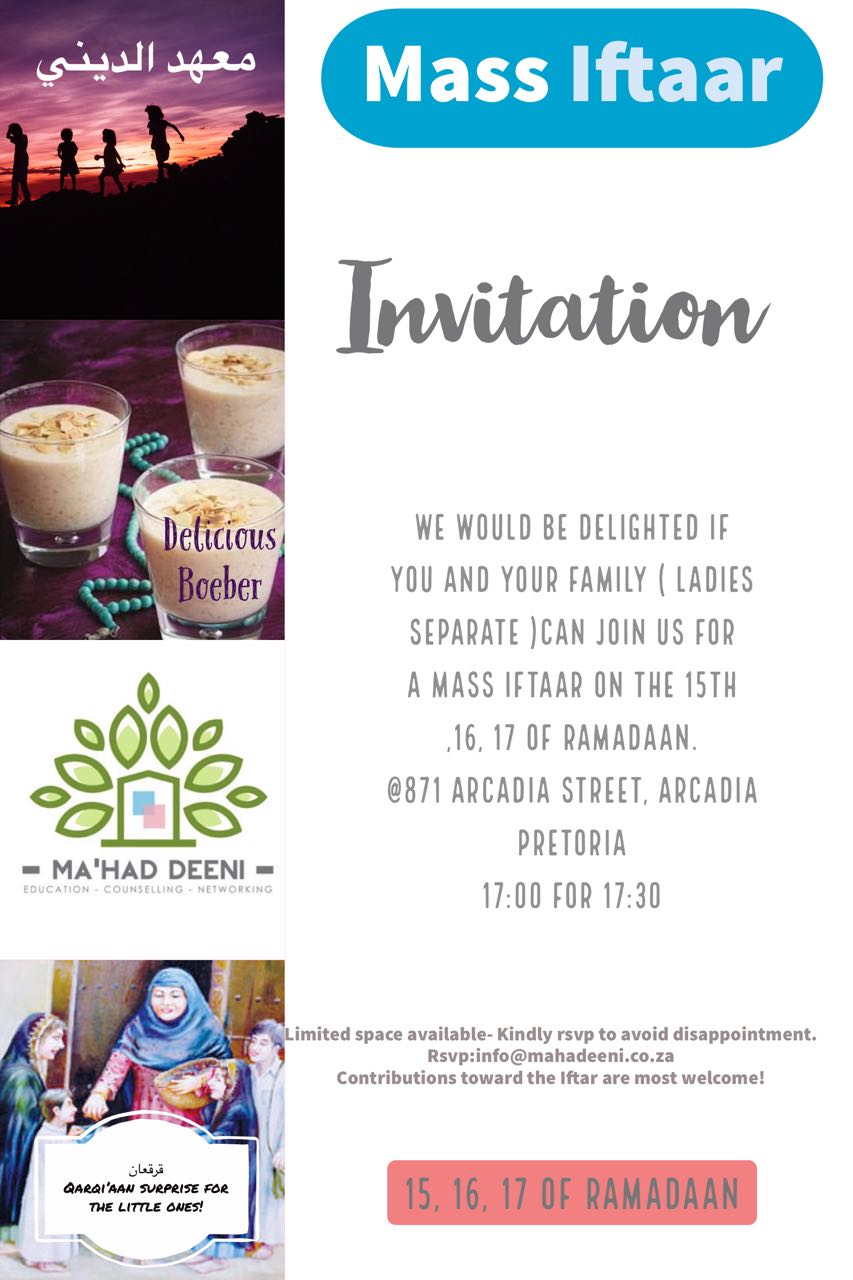 معهد الديني
Delicious
Boeber
MA'HAD DEENI
EDUCATION - COUNSELLING - NETWORKING
قرقعان
Qarqi'aan surprise for
the little ones!
Mass Iftaar
Invitation
WE WOULD BE DELIGHTED IF
YOU AND YOUR FAMILY ( LADIES
SEPARATE )CAN JOIN US FOR
A MASS IFTAAR ON THE 15TH
,16, 17 OF RAMADAAN.
@871 ARCADIA STREET, ARCADIA
PRETORIA
17:00 FOR 17:30
Limited space available- Kindly rsvp to avoid disappointment.
Rsvp:info@mahadeeni.co.za
Contributions toward the Iftar are most welcome!
15, 16, 17 OF RAMADAAN